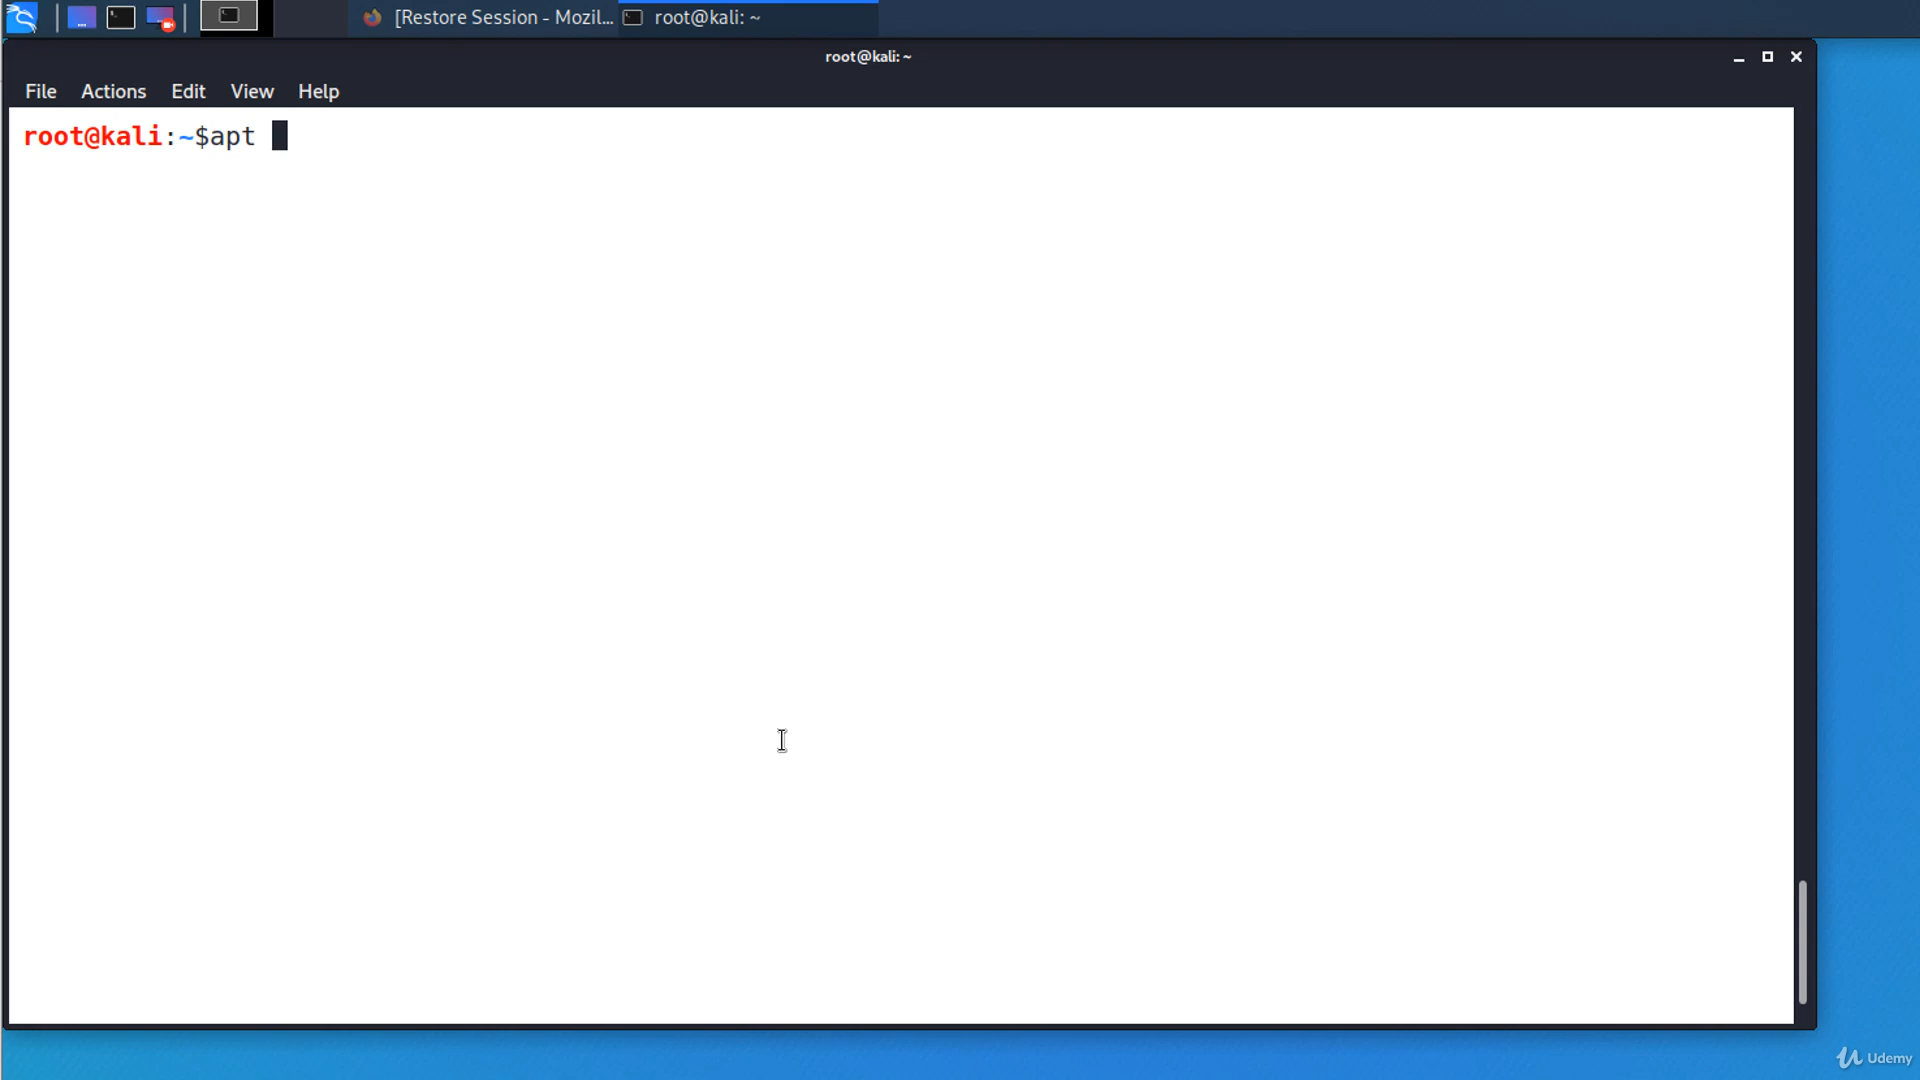 [Restore Session - Mozil...
root@kali: ~
root@kali: ~
File Actions Edit View Help
root@kali:~$apt
Udemy